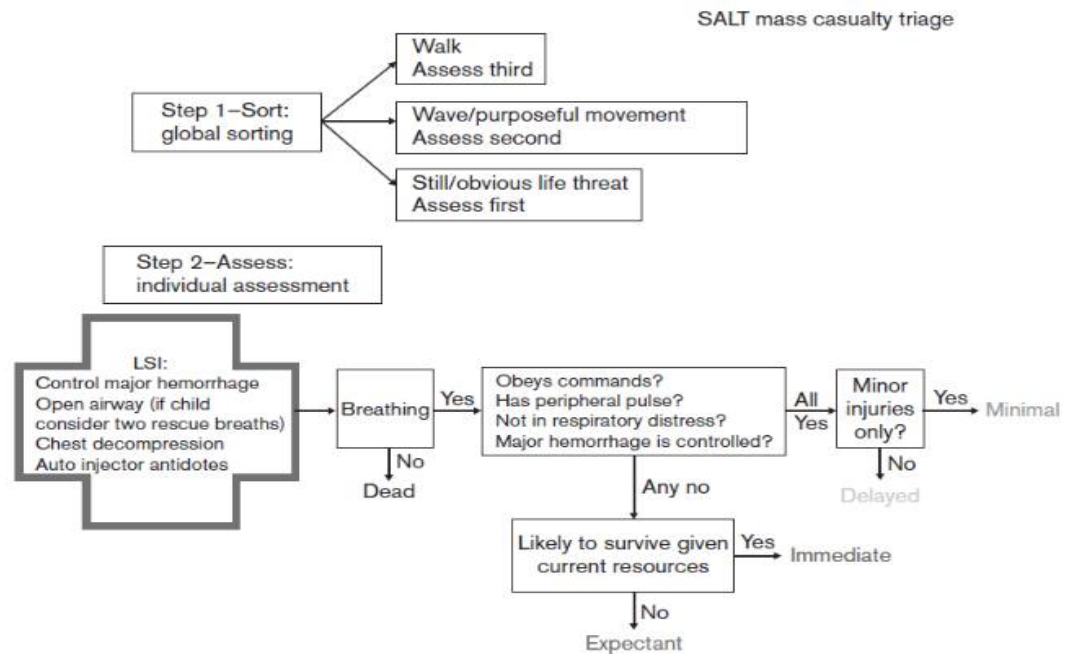 SALT mass casualty triage
Walk
Assess third
Step 1–Sort:
global sorting
Wave/purposeful movement
Assess second
Still/obvious life threat
Assess first
Step 2–Assess:
individual assessment
LSI:
Control major hemorrhage
Open airway (if child
consider two rescue breaths)
Chest decompression
Auto injector antidotes
Breathing
Yes
No
Dead
Obeys commands?
Has peripheral pulse?
Not in respiratory distress?
Major hemorrhage is controlled?
All
Yes
Minor
injuries
only?
Yes
Minimal
No
Delayed
Any no
Likely to survive given
current resources
Yes
Immediate
No
Expectant